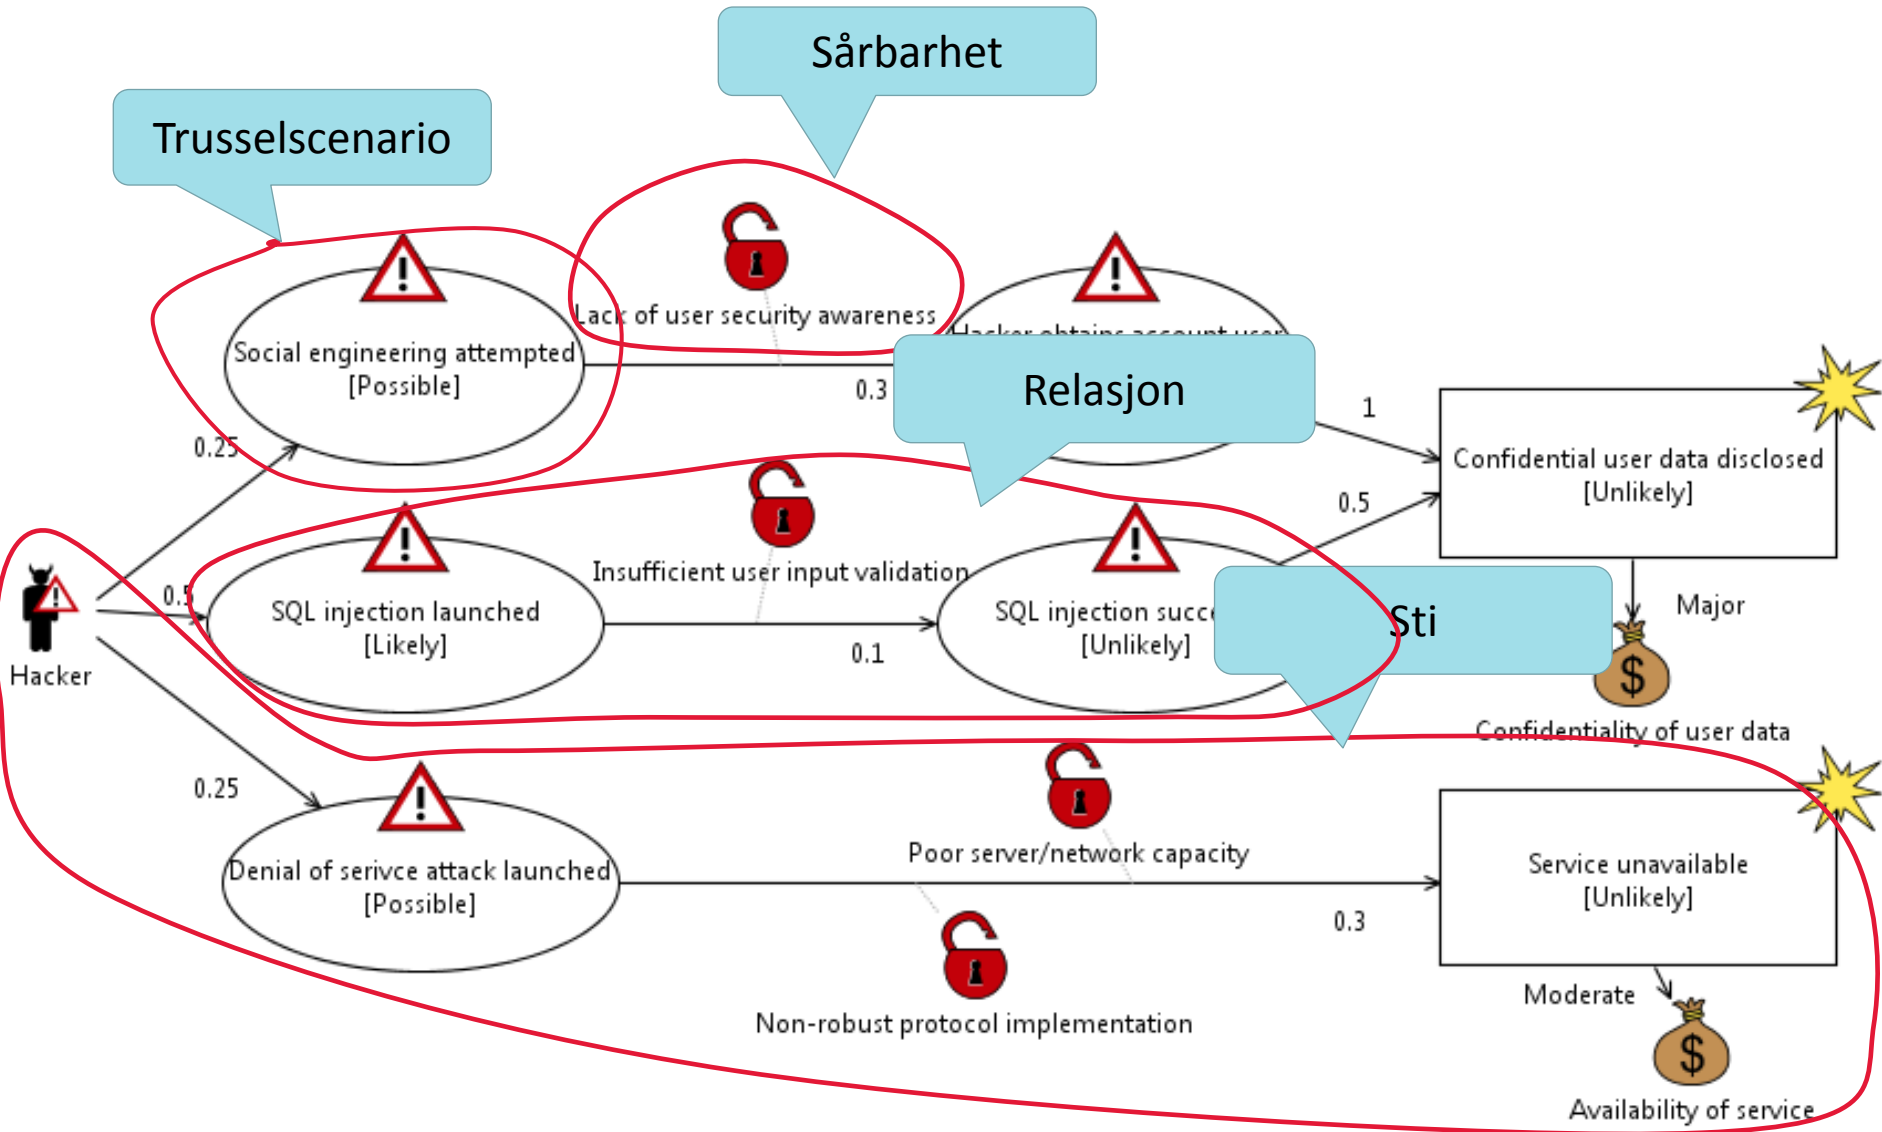 Sårbarhet
Trusselscenario
Lack of user security awareness
Social engineering attempted
[Possible]
0.3
Relasjon
1
0.25
Confidential user data disclosed
[Unlikely]
0.5
Insufficient user input validation
0.5
SQL injection launched
[Likely]
0.1
SQL injection
[Unlikely]
Sti
Major
$
Hacker
Confidentiality of user data
0.25
Poor server/network capacity
Denial of serivce attack launched
[Possible]
Service unavailable
[Unlikely]
0.3
Moderate
Non-robust protocol implementation
$
Availability of service